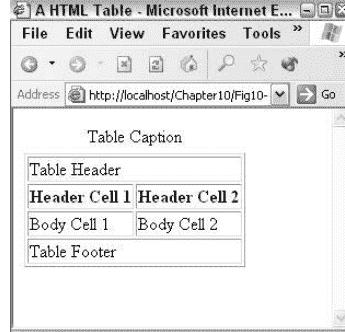 A HTML Table - Microsoft Internet E...
File Edit View Favorites Tools »
Address http://localhost/Chapter10/Fig10- Go
Table Caption
Table Header
Header Cell 1 Header Cell 2
Body Cell 1 Body Cell 2
Table Footer